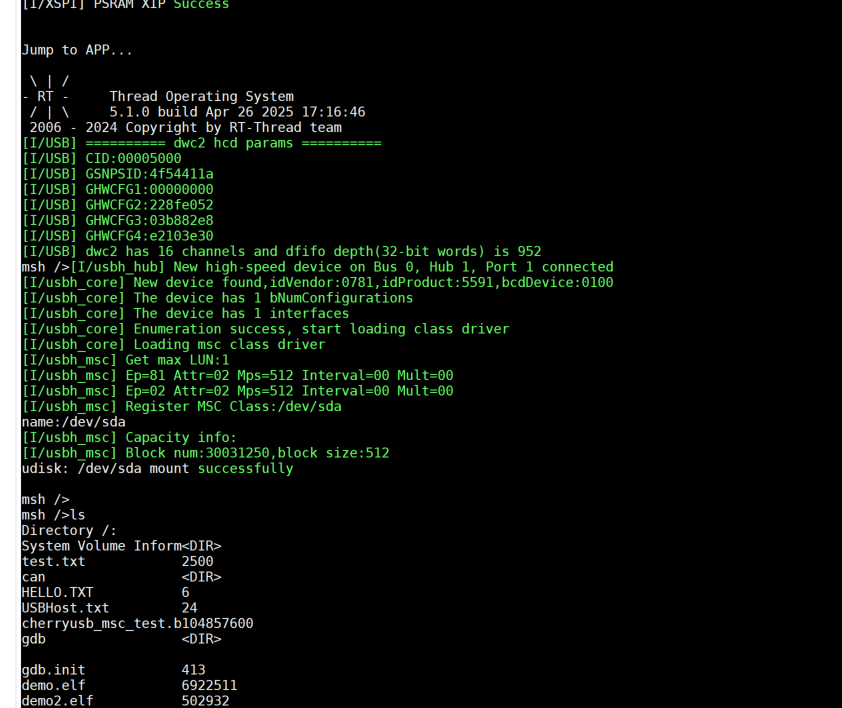 [I/XSPI] PSRAM XIP Success
Jump to APP...
\ | /
- RT -     Thread Operating System
/ | \     5.1.0 build Apr 26 2025 17:16:46
2006 - 2024 Copyright by RT-Thread team
[I/USB] ========== dwc2 hcd params ==========
[I/USB] CID:00005000
[I/USB] GSNPSID:4f54411a
[I/USB] GHWCFG1:00000000
[I/USB] GHWCFG2:228fe052
[I/USB] GHWCFG3:03b882e8
[I/USB] GHWCFG4:e2103e30
[I/USB] dwc2 has 16 channels and dfifo depth(32-bit words) is 952
msh />[I/usbh_hub] New high-speed device on Bus 0, Hub 1, Port 1 connected
[I/usbh_core] New device found,idVendor:0781,idProduct:5591,bcdDevice:0100
[I/usbh_core] The device has 1 bNumConfigurations
[I/usbh_core] The device has 1 interfaces
[I/usbh_core] Enumeration success, start loading class driver
[I/usbh_core] Loading msc class driver
[I/usbh_msc] Get max LUN:1
[I/usbh_msc] Ep=81 Attr=02 Mps=512 Interval=00 Mult=00
[I/usbh_msc] Ep=02 Attr=02 Mps=512 Interval=00 Mult=00
[I/usbh_msc] Register MSC Class:/dev/sda
name:/dev/sda
[I/usbh_msc] Capacity info:
[I/usbh_msc] Block num:30031250,block size:512
udisk: /dev/sda mount successfully
msh />
msh />ls
Directory /:
System Volume Inform<DIR>
test.txt            2500
can                 <DIR>
HELLO.TXT           6
USBHost.txt         24
cherryusb_msc_test.b104857600
gdb                 <DIR>
gdb.init            413
demo.elf            6922511
demo2.elf           502932